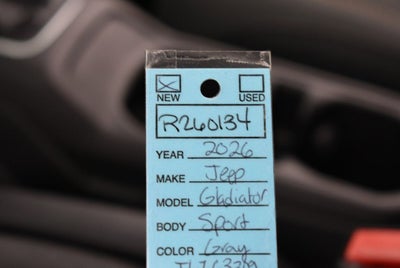 NEW USED
R260134
YEAR 2026
MAKE Jeep
MODEL Gladiator
BODY Sport
COLOR Gray